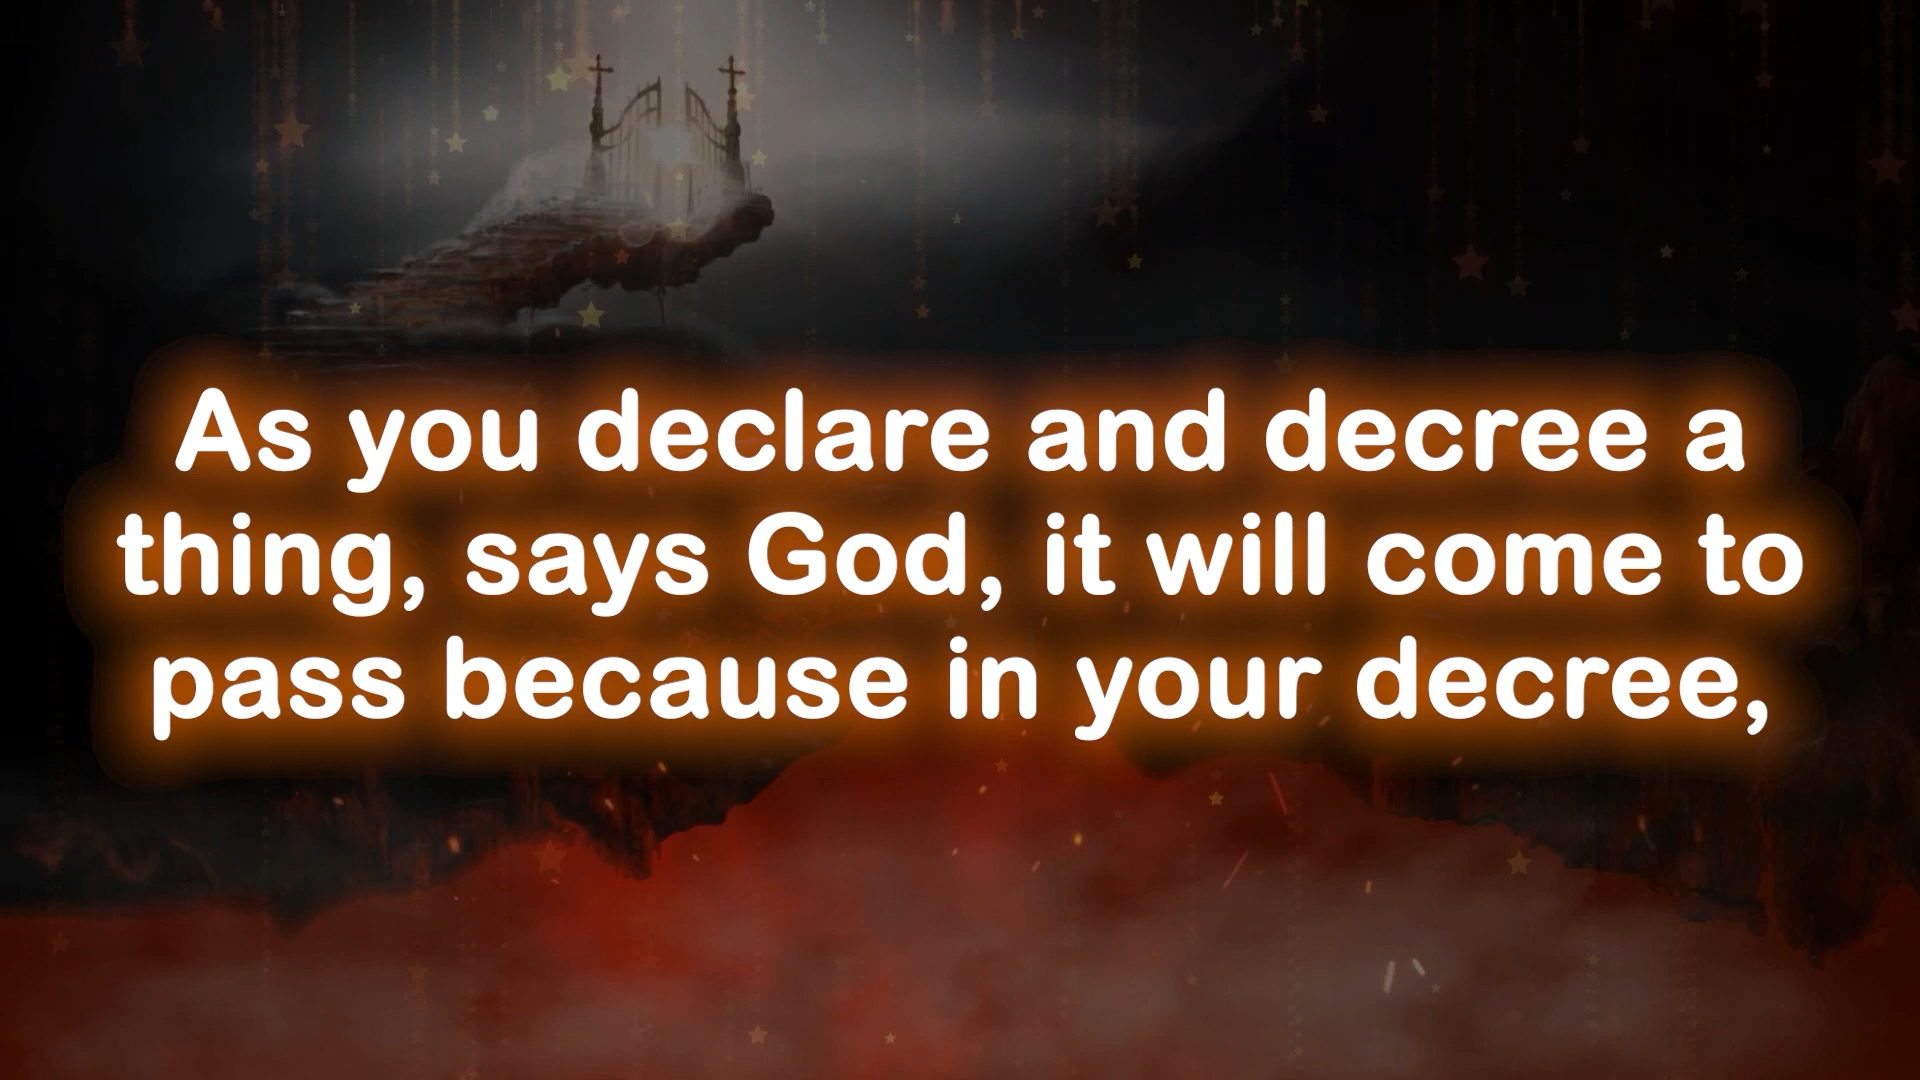 As you declare and decree a
thing, says God, it will come to
pass because in your decree,